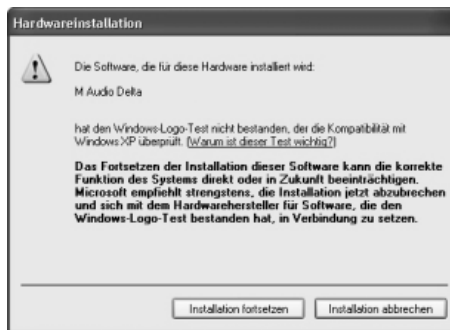 Hardwareinstallation
Die Software, die für diese Hardware installiert wird:
M Audio Delta
hat den Windows-Logo-Test nicht bestanden, der die Kompatibilität mit
Windows XP überprüft. (Warum ist dieser Test wichtig?)
Das Fortsetzen der Installation dieser Software kann die korrekte
Funktion des Systems direkt oder in Zukunft beeinträchtigen.
Microsoft empfiehlt strengstens, die Installation jetzt abzubrechen
und sich mit dem Hardwarehersteller für Software, die den
Windows-Logo-Test bestanden hat, in Verbindung zu setzen.
Installation fortsetzen Installation abbrechen